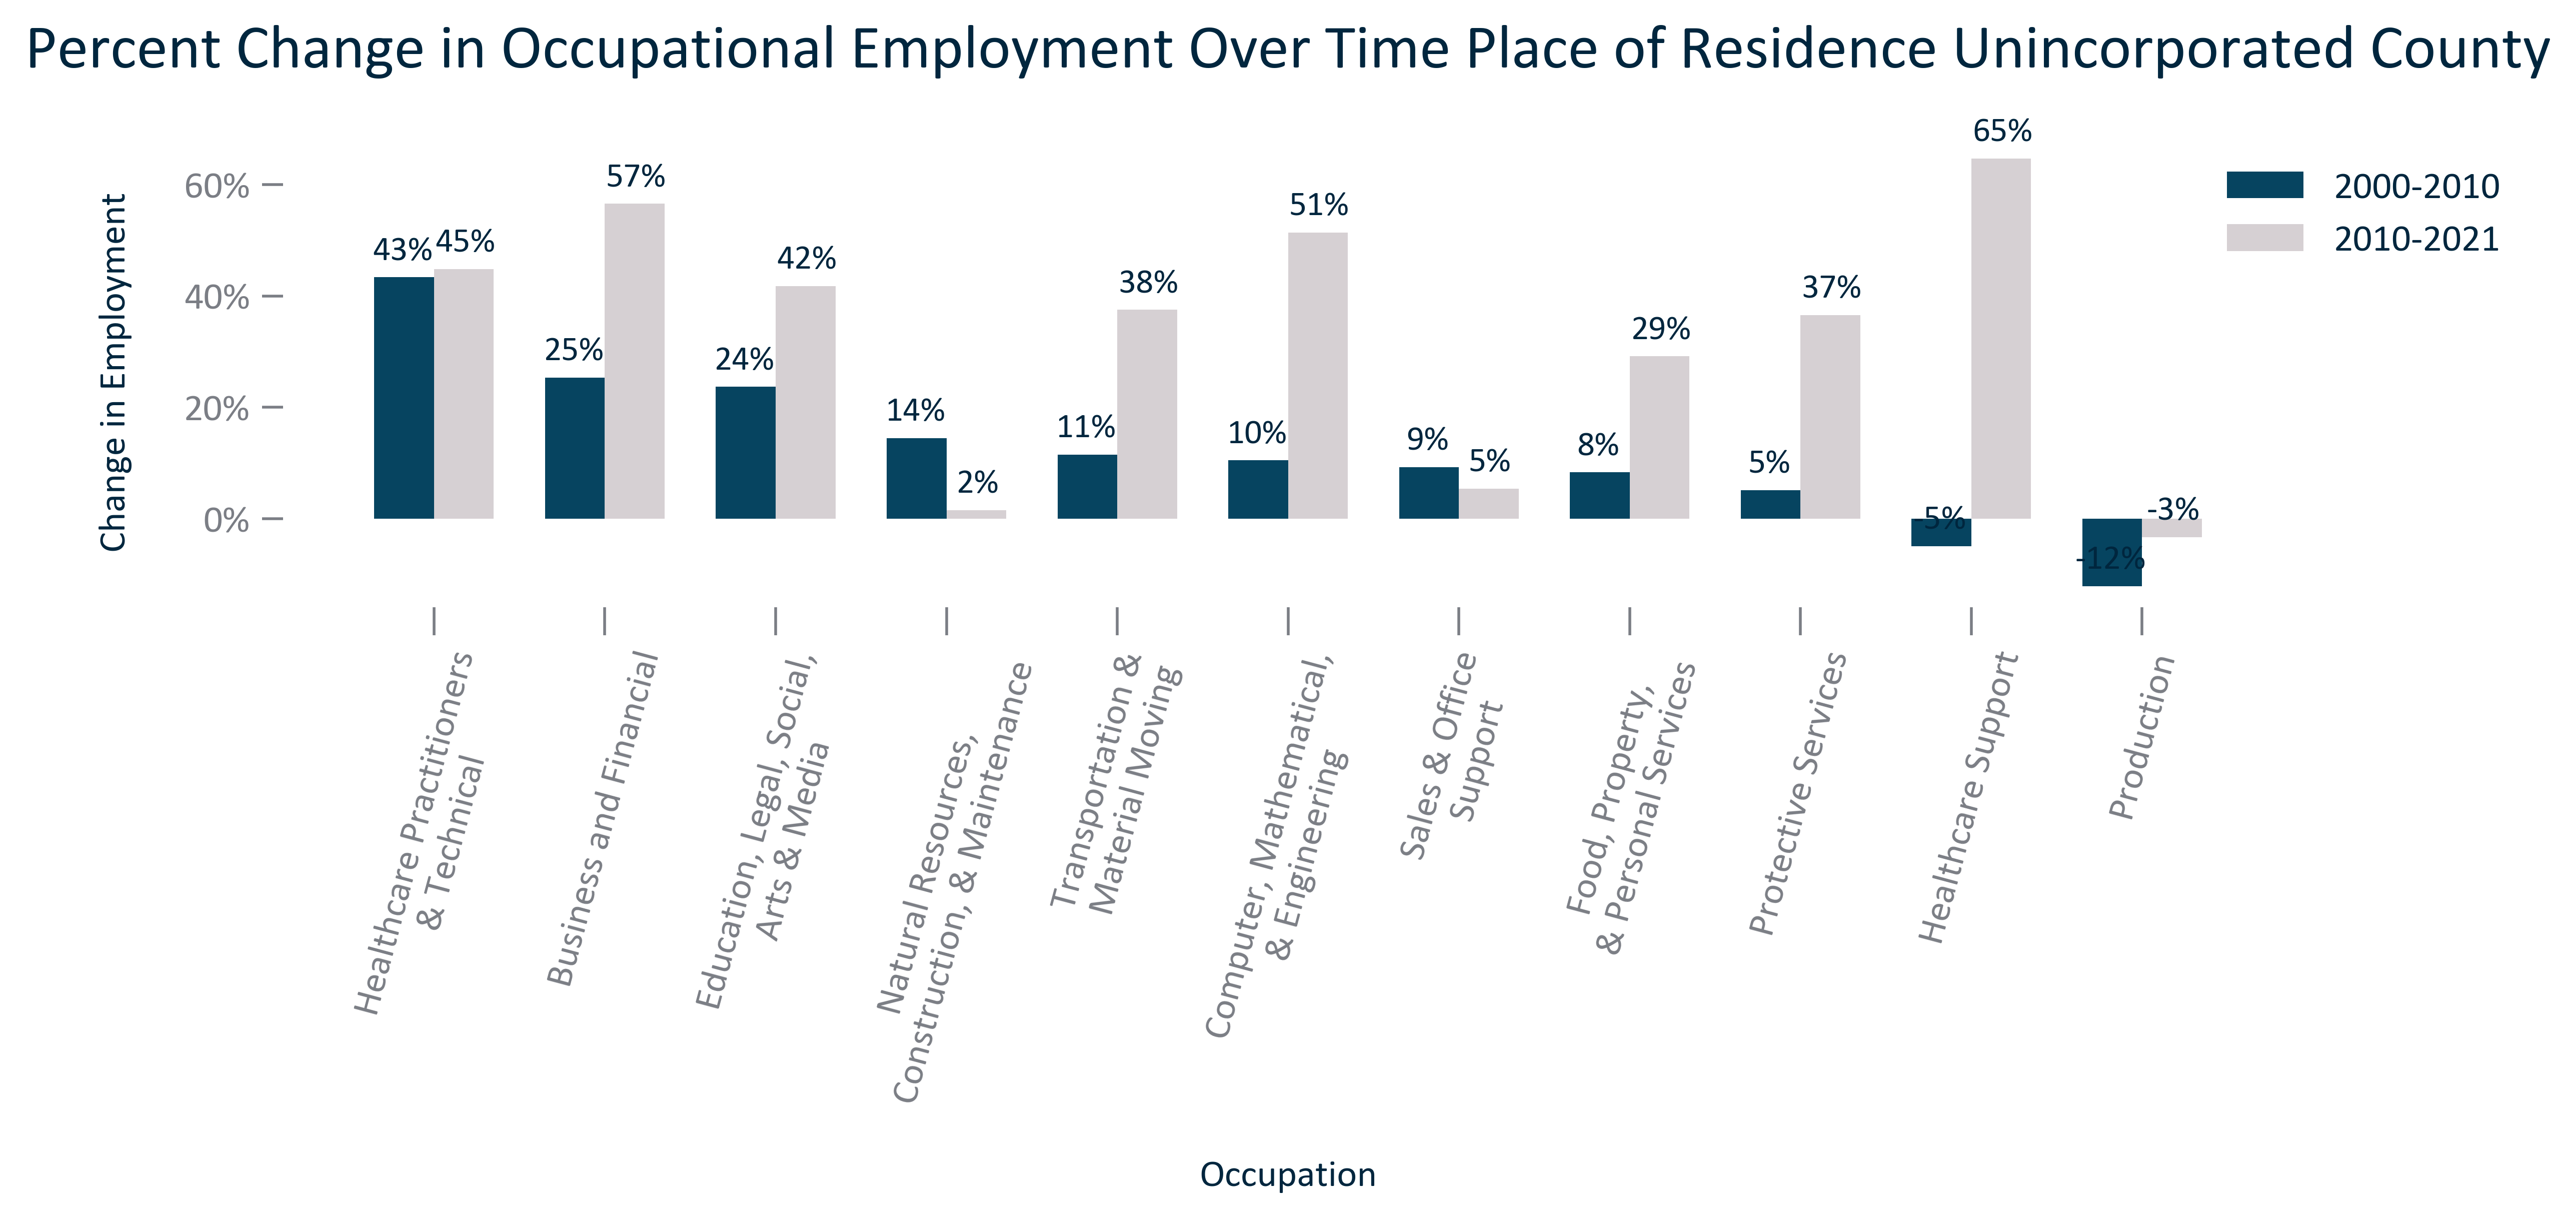 Percent Change in Occupational Employment Over Time Place of Residence Unincorporated County
Change in Employment
60%
40%
20%
0%
43%
45%
25%
57%
24%
42%
14%
2%
11%
38%
10%
51%
9%
5%
8%
29%
5%
37%
-5%
65%
-12%
-3%
2000-2010
2010-2021
Healthcare Practitioners
& Technical
Business and Financial
Education, Legal, Social,
Arts & Media
Natural Resources,
Construction, & Maintenance
Transportation &
Material Moving
Computer, Mathematical,
& Engineering
Sales & Office
Support
Food, Property,
& Personal Services
Protective Services
Healthcare Support
Production
Occupation